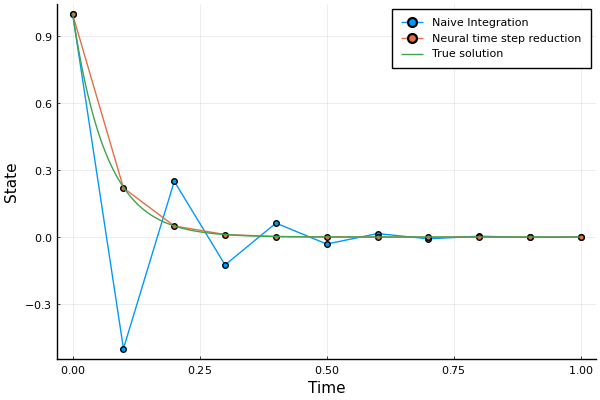 Naive Integration
Neural time step reduction
True solution
0.9
0.6
0.3
0.0
−0.3
State
0.00 0.25 0.50 0.75 1.00
Time